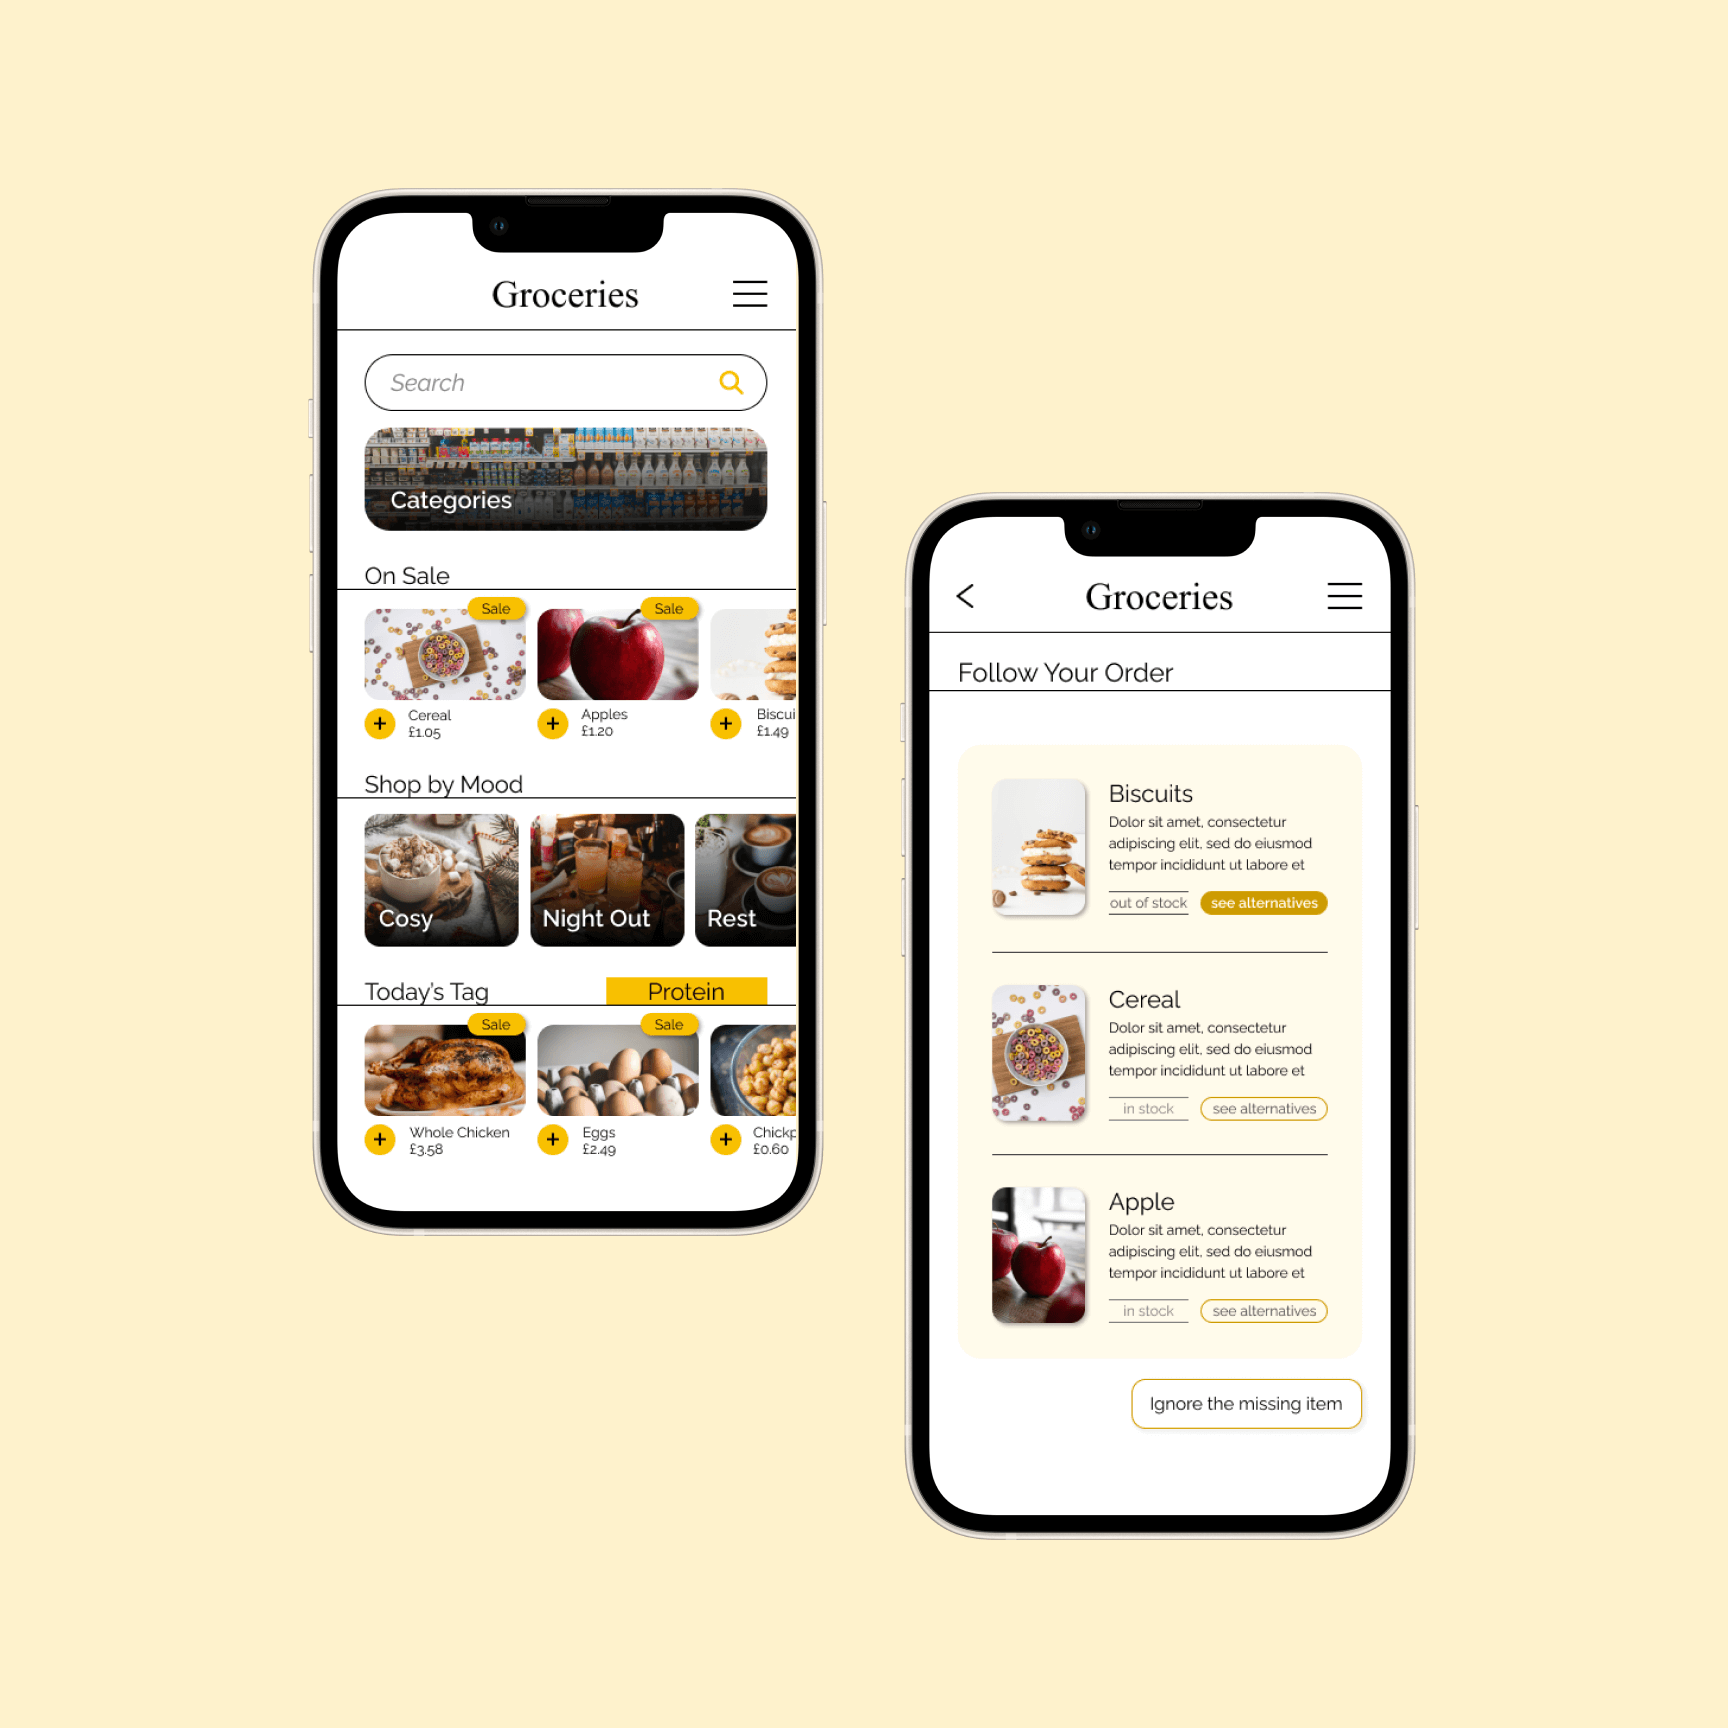 Groceries
Search
Categories
On Sale
Sale
Sale
Cereal
£1.05
Apples
£1.20
Biscui
£1.49
Shop by Mood
Cosy
Night Out
Rest
Today's Tag
Protein
Sale
Sale
Whole Chicken
£3.58
Eggs
£2.49
Chickp
£0.60
Groceries
Follow Your Order
Biscuits
Dolor sit amet, consectetur
adipiscing elit, sed do eiusmod
tempor incididunt ut labore et
out of stock
see alternatives
Cereal
Dolor sit amet, consectetur
adipiscing elit, sed do eiusmod
tempor incididunt ut labore et
in stock
see alternatives
Apple
Dolor sit amet, consectetur
adipiscing elit, sed do eiusmod
tempor incididunt ut labore et
in stock
see alternatives
Ignore the missing item